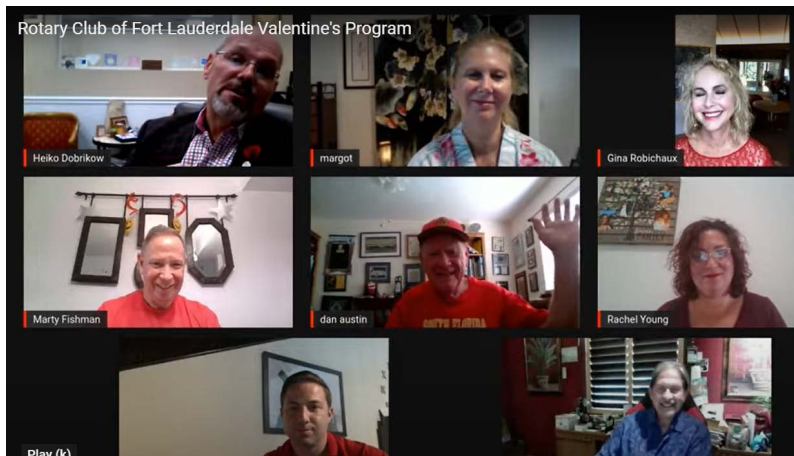 Rotary Club of Fort Lauderdale Valentine's Program
Heiko Dobrikow
margot
Gina Robichaux
Marty Fishman
dan austin
Rachel Young
SOUTH FLORIDA
Play (k)